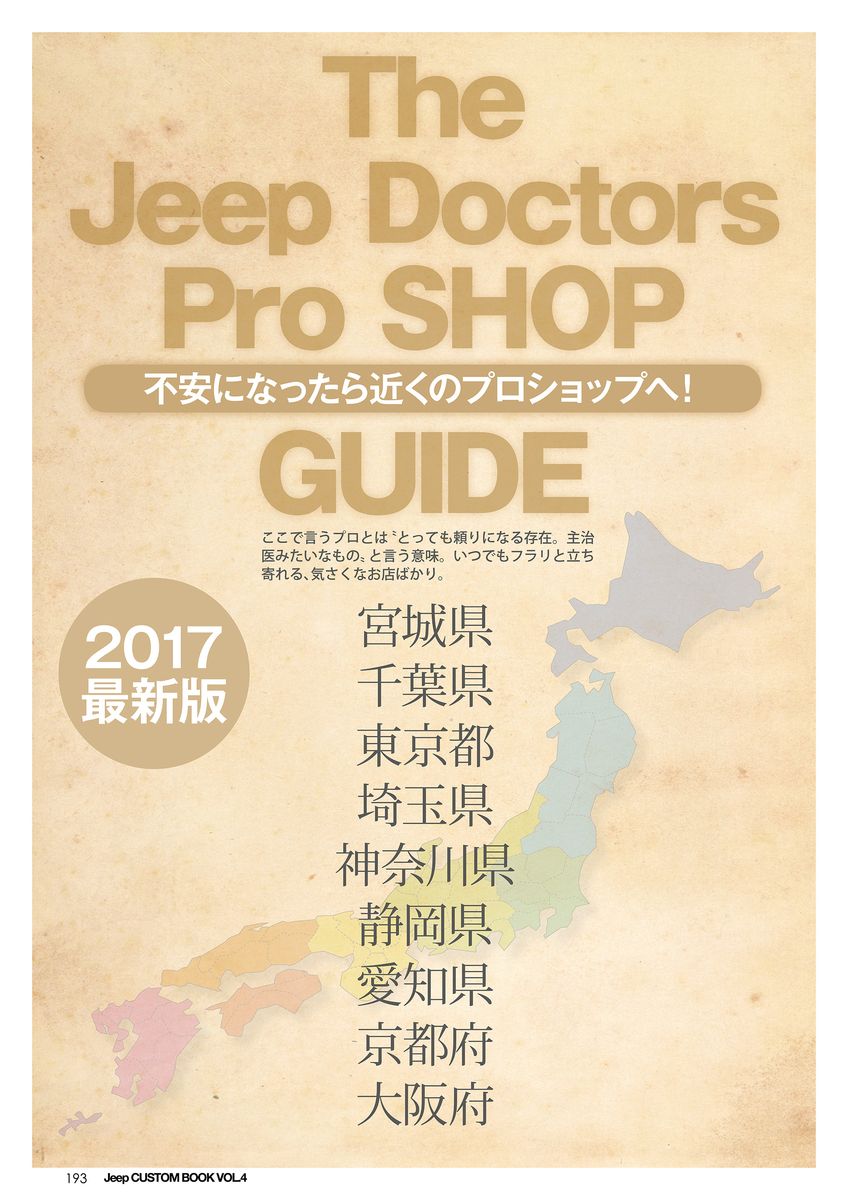 The
Jeep Doctors
Pro SHOP
不安になったら近くのプロショップへ!
GUIDE
ここで言うプロとは〝とっても頼りになる存在。主治
医みたいなもの〟と言う意味。いつでもフラリと立ち
寄れる、気さくなお店ばかり。
2017
最新版
宮城県
千葉県
東京都
埼玉県
神奈川県
静岡県
愛知県
京都府
大阪府
193 Jeep CUSTOM BOOK VOL.4